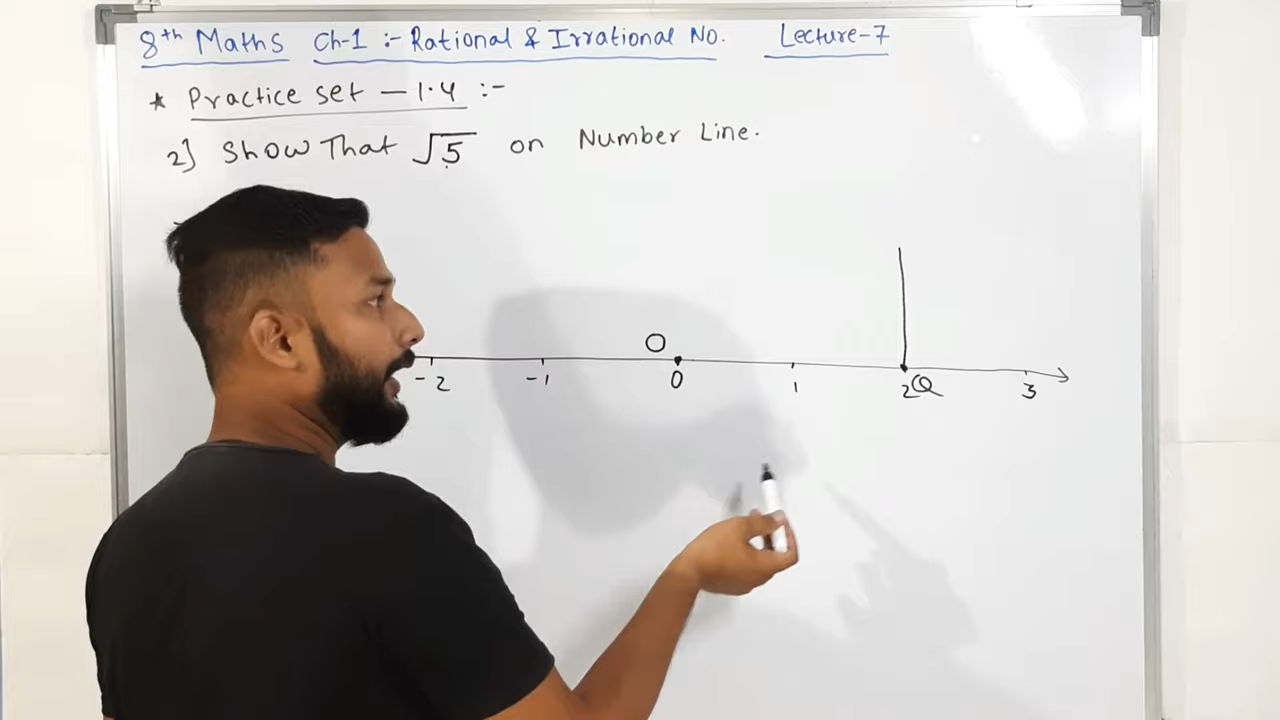 8th Maths Ch-1 :- Rational & Irrational No. Lecture-7
* Practice set — 1.4 :-
2] Show That √5 on Number Line.
O
-2 -1 0 1 2 Q 3